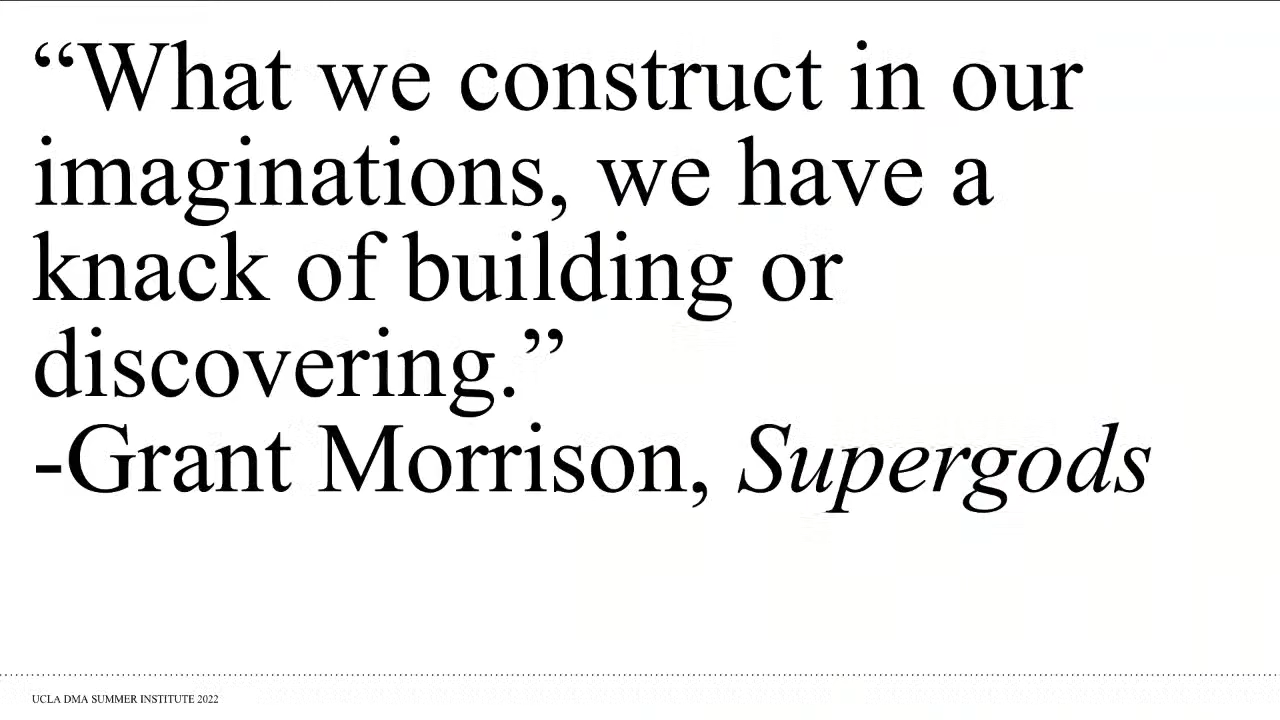 “What we construct in our
imaginations, we have a
knack of building or
discovering.”
-Grant Morrison, Supergods
UCLA DMA SUMMER INSTITUTE 2022